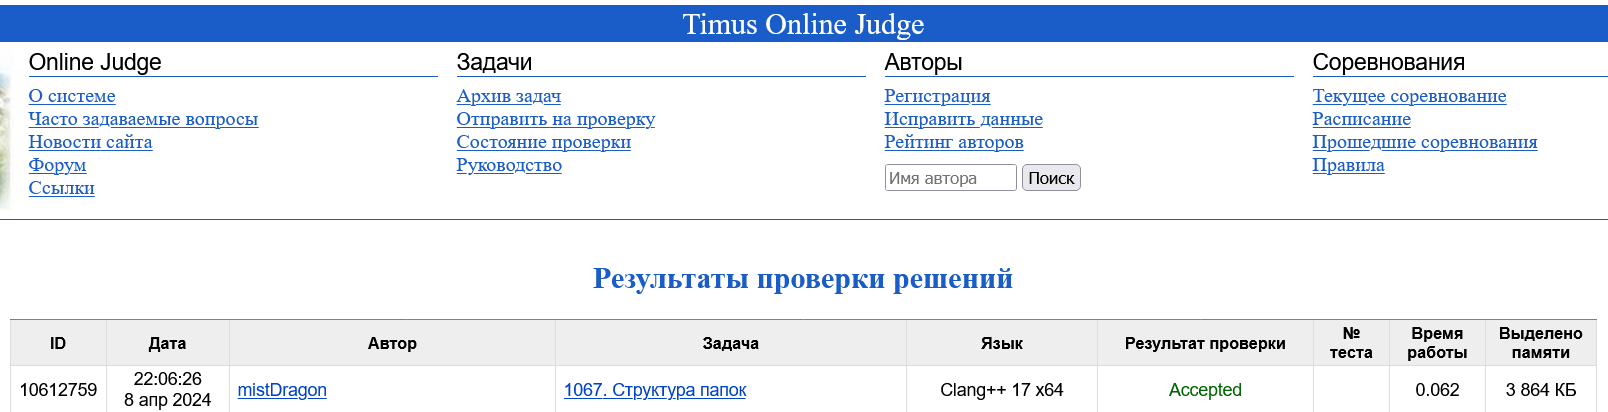 Timus Online Judge
Online Judge
О системе
Часто задаваемые вопросы
Новости сайта
Форум
Ссылки
Задачи
Архив задач
Отправить на проверку
Состояние проверки
Руководство
Авторы
Регистрация
Исправить данные
Рейтинг авторов
Имя автора Поиск
Соревнования
Текущее соревнование
Расписание
Прошедшие соревнования
Правила
Результаты проверки решений
ID Дата Автор Задача Язык Результат проверки № теста Время работы Выделено памяти
10612759 22:06:26 8 апр 2024 mistDragon 1067. Структура папок Clang++ 17 x64 Accepted 0.062 3 864 КБ